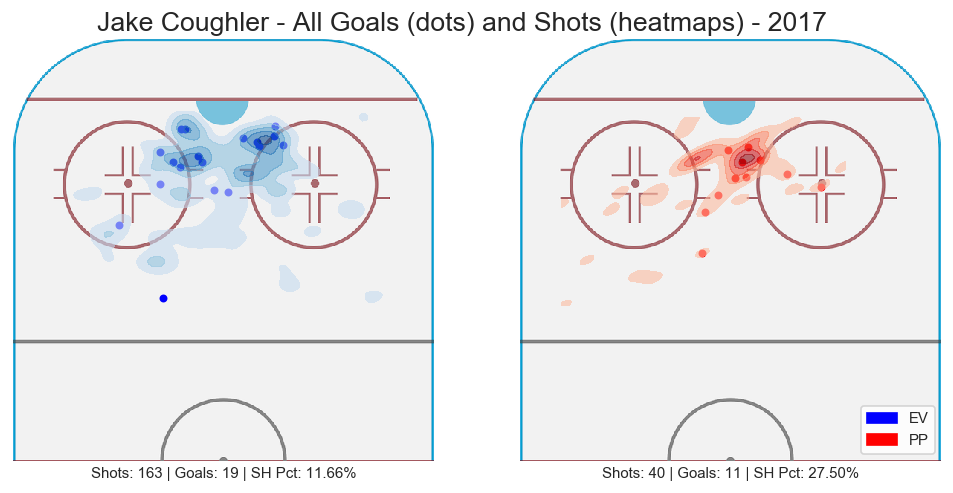 Jake Coughler - All Goals (dots) and Shots (heatmaps) - 2017
EV
PP
Shots: 163 | Goals: 19 | SH Pct: 11.66%
Shots: 40 | Goals: 11 | SH Pct: 27.50%